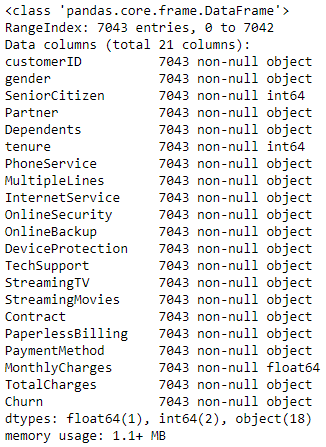 <class 'pandas.core.frame.DataFrame'>
RangeIndex: 7043 entries, 0 to 7042
Data columns (total 21 columns):
customerID          7043 non-null object
gender              7043 non-null object
SeniorCitizen       7043 non-null int64
Partner             7043 non-null object
Dependents          7043 non-null object
tenure              7043 non-null int64
PhoneService        7043 non-null object
MultipleLines       7043 non-null object
InternetService     7043 non-null object
OnlineSecurity      7043 non-null object
OnlineBackup        7043 non-null object
DeviceProtection    7043 non-null object
TechSupport         7043 non-null object
StreamingTV         7043 non-null object
StreamingMovies     7043 non-null object
Contract            7043 non-null object
PaperlessBilling    7043 non-null object
PaymentMethod       7043 non-null object
MonthlyCharges      7043 non-null float64
TotalCharges        7043 non-null object
Churn               7043 non-null object
dtypes: float64(1), int64(2), object(18)
memory usage: 1.1+ MB